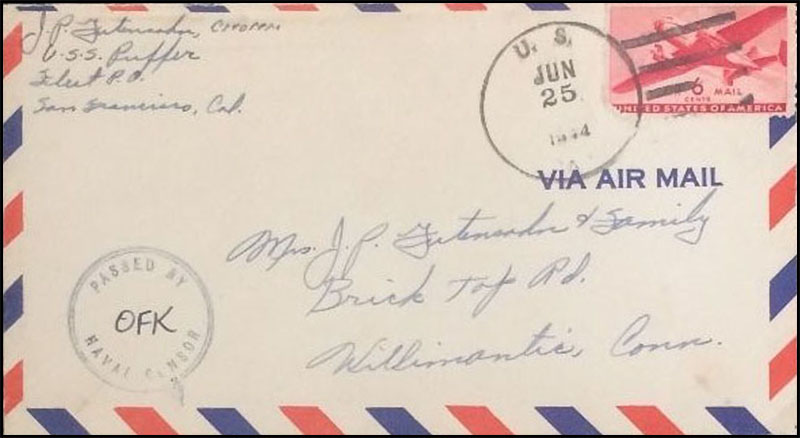 J. P. 
U.S.S. Puffer
Fleet P.O.
San Francisco, Cal.
U. S.
JUN
25
1944
6 MAIL
CENTS
UNITED STATES OF AMERICA
VIA AIR MAIL
Mrs. J. P. & Family
Brick Top Rd.
Willimantic, Conn.
PASSED BY
OFK
NAVAL CENSOR